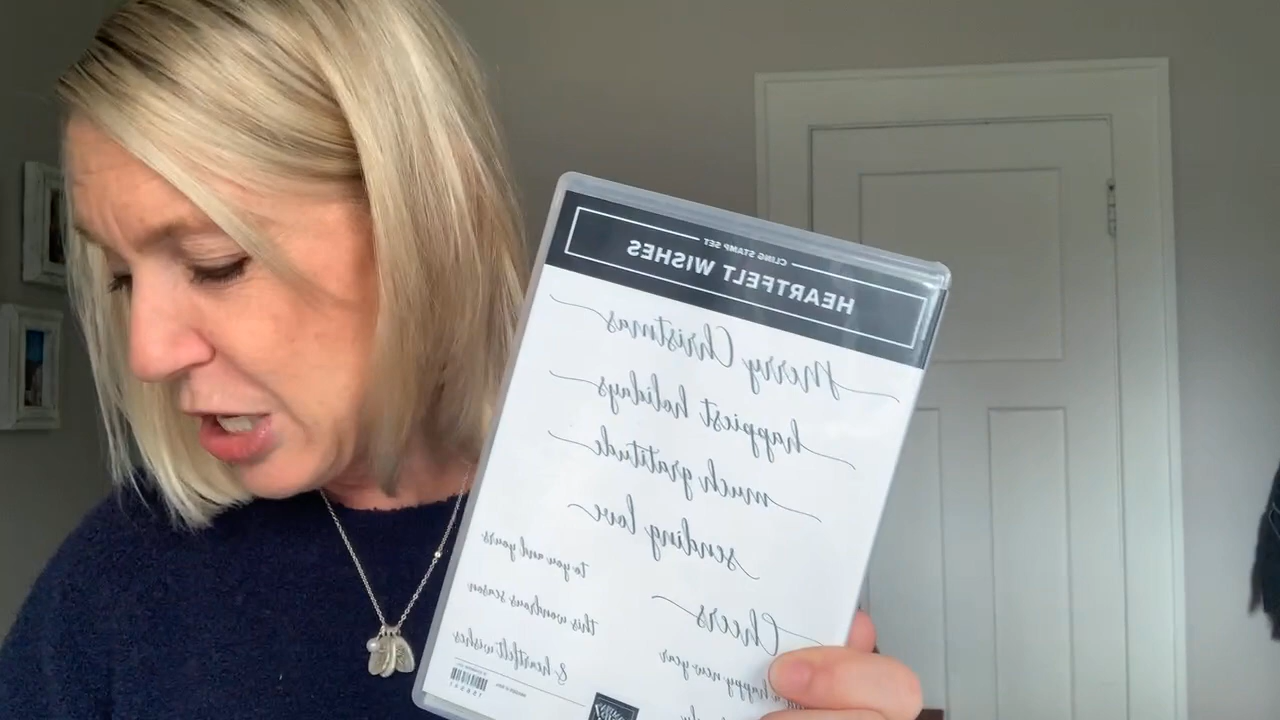 CLING STAMP SET
HEARTFELT WISHES
Merry Christmas
happiest holidays
much gratitude
sending love
to you and yours
Cheers
this wondrous season
happy new year
& heartfelt wishes